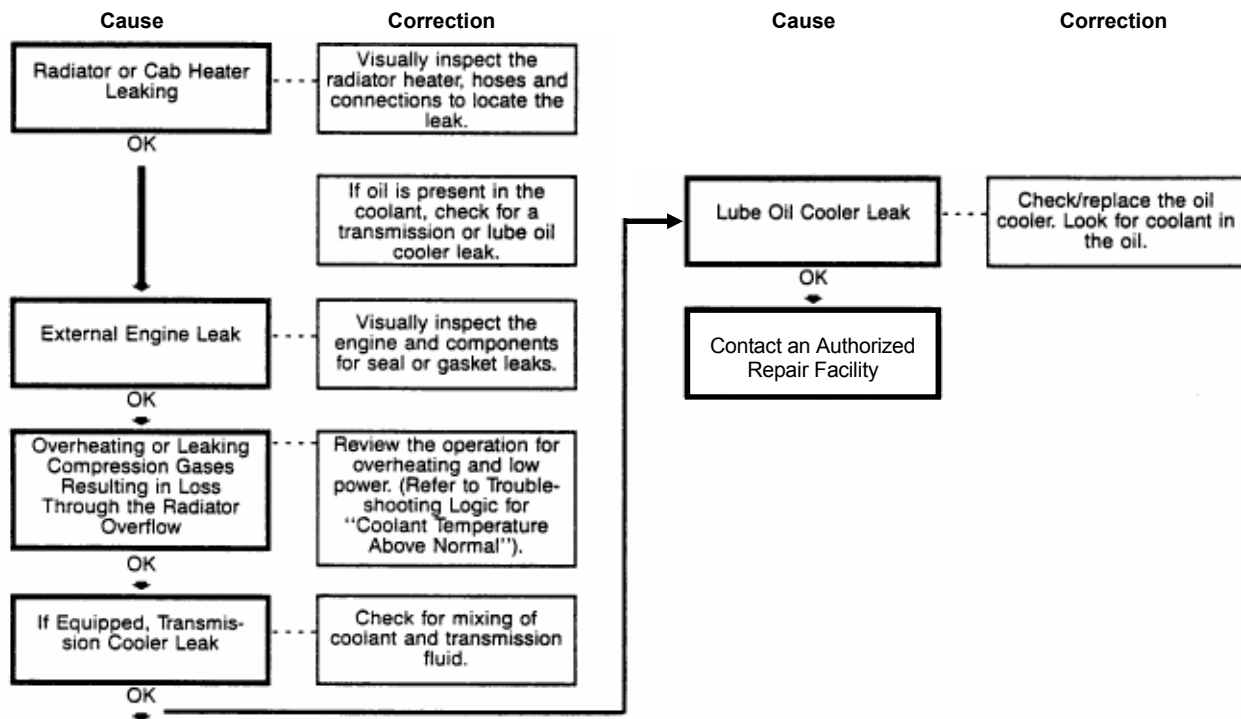 Cause
Correction
Radiator or Cab Heater
Leaking
Visually inspect the
radiator heater, hoses and
connections to locate the
leak.
OK
If oil is present in the
coolant, check for a
transmission or lube oil
cooler leak.
External Engine Leak
Visually inspect the
engine and components
for seal or gasket leaks.
OK
Overheating or Leaking
Compression Gases
Resulting in Loss
Through the Radiator
Overflow
Review the operation for
overheating and low
power. (Refer to Trouble-
shooting Logic for
‘‘Coolant Temperature
Above Normal’’).
OK
If Equipped, Transmis-
sion Cooler Leak
Check for mixing of
coolant and transmission
fluid.
OK
Cause
Correction
Lube Oil Cooler Leak
Check/replace the oil
cooler. Look for coolant in
the oil.
OK
Contact an Authorized
Repair Facility